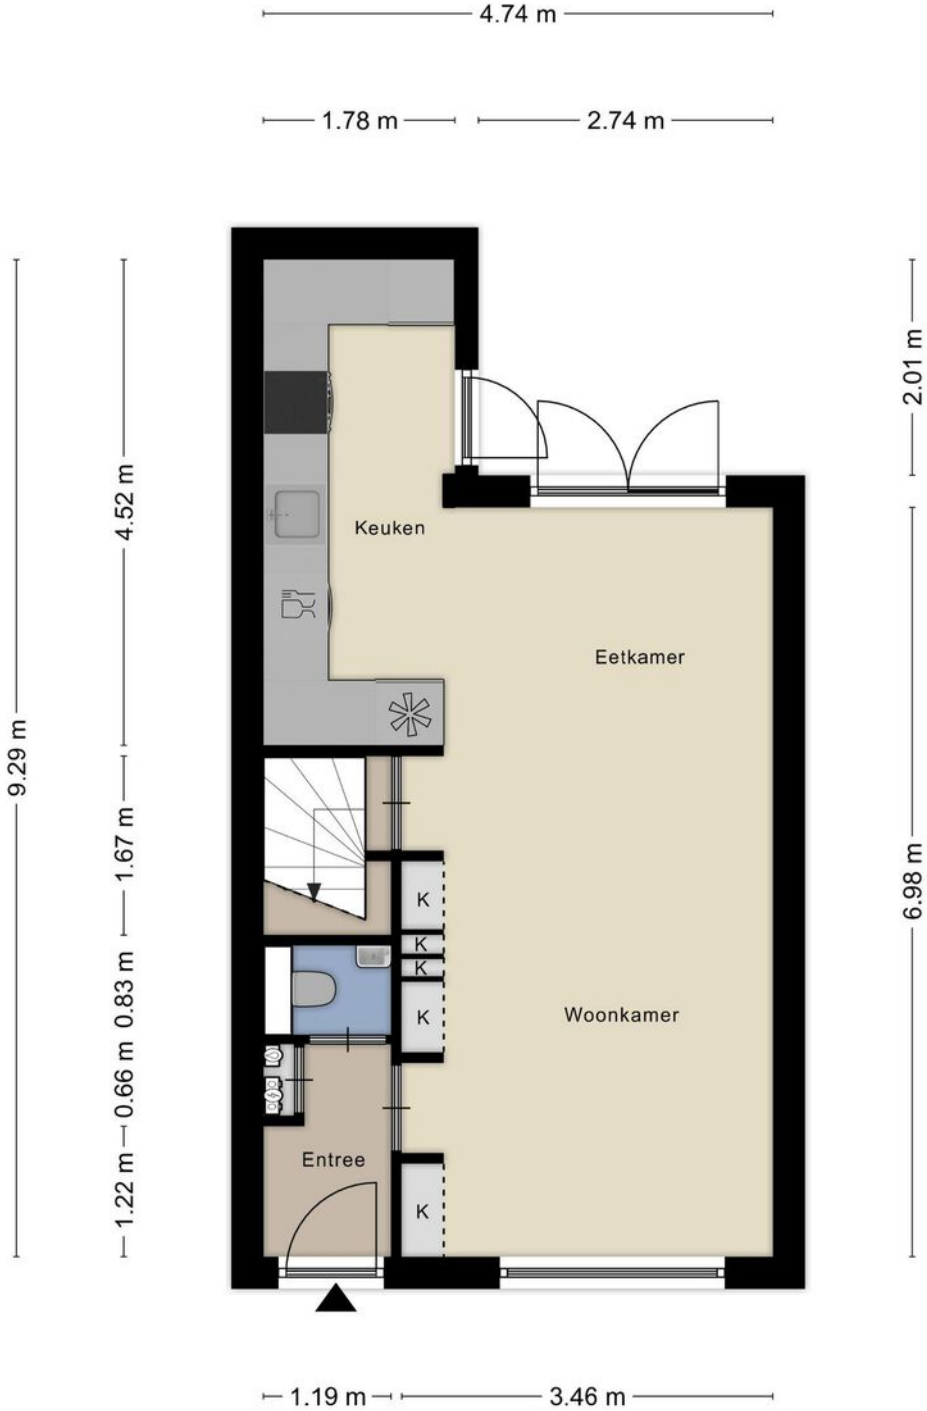 4.74 m
1.78 m
2.74 m
2.01 m
4.52 m
Keuken
Eetkamer
9.29 m
1.67 m
6.98 m
K
K
K
K
0.83 m
Woonkamer
0.66 m
Entree
1.22 m
K
1.19 m
3.46 m